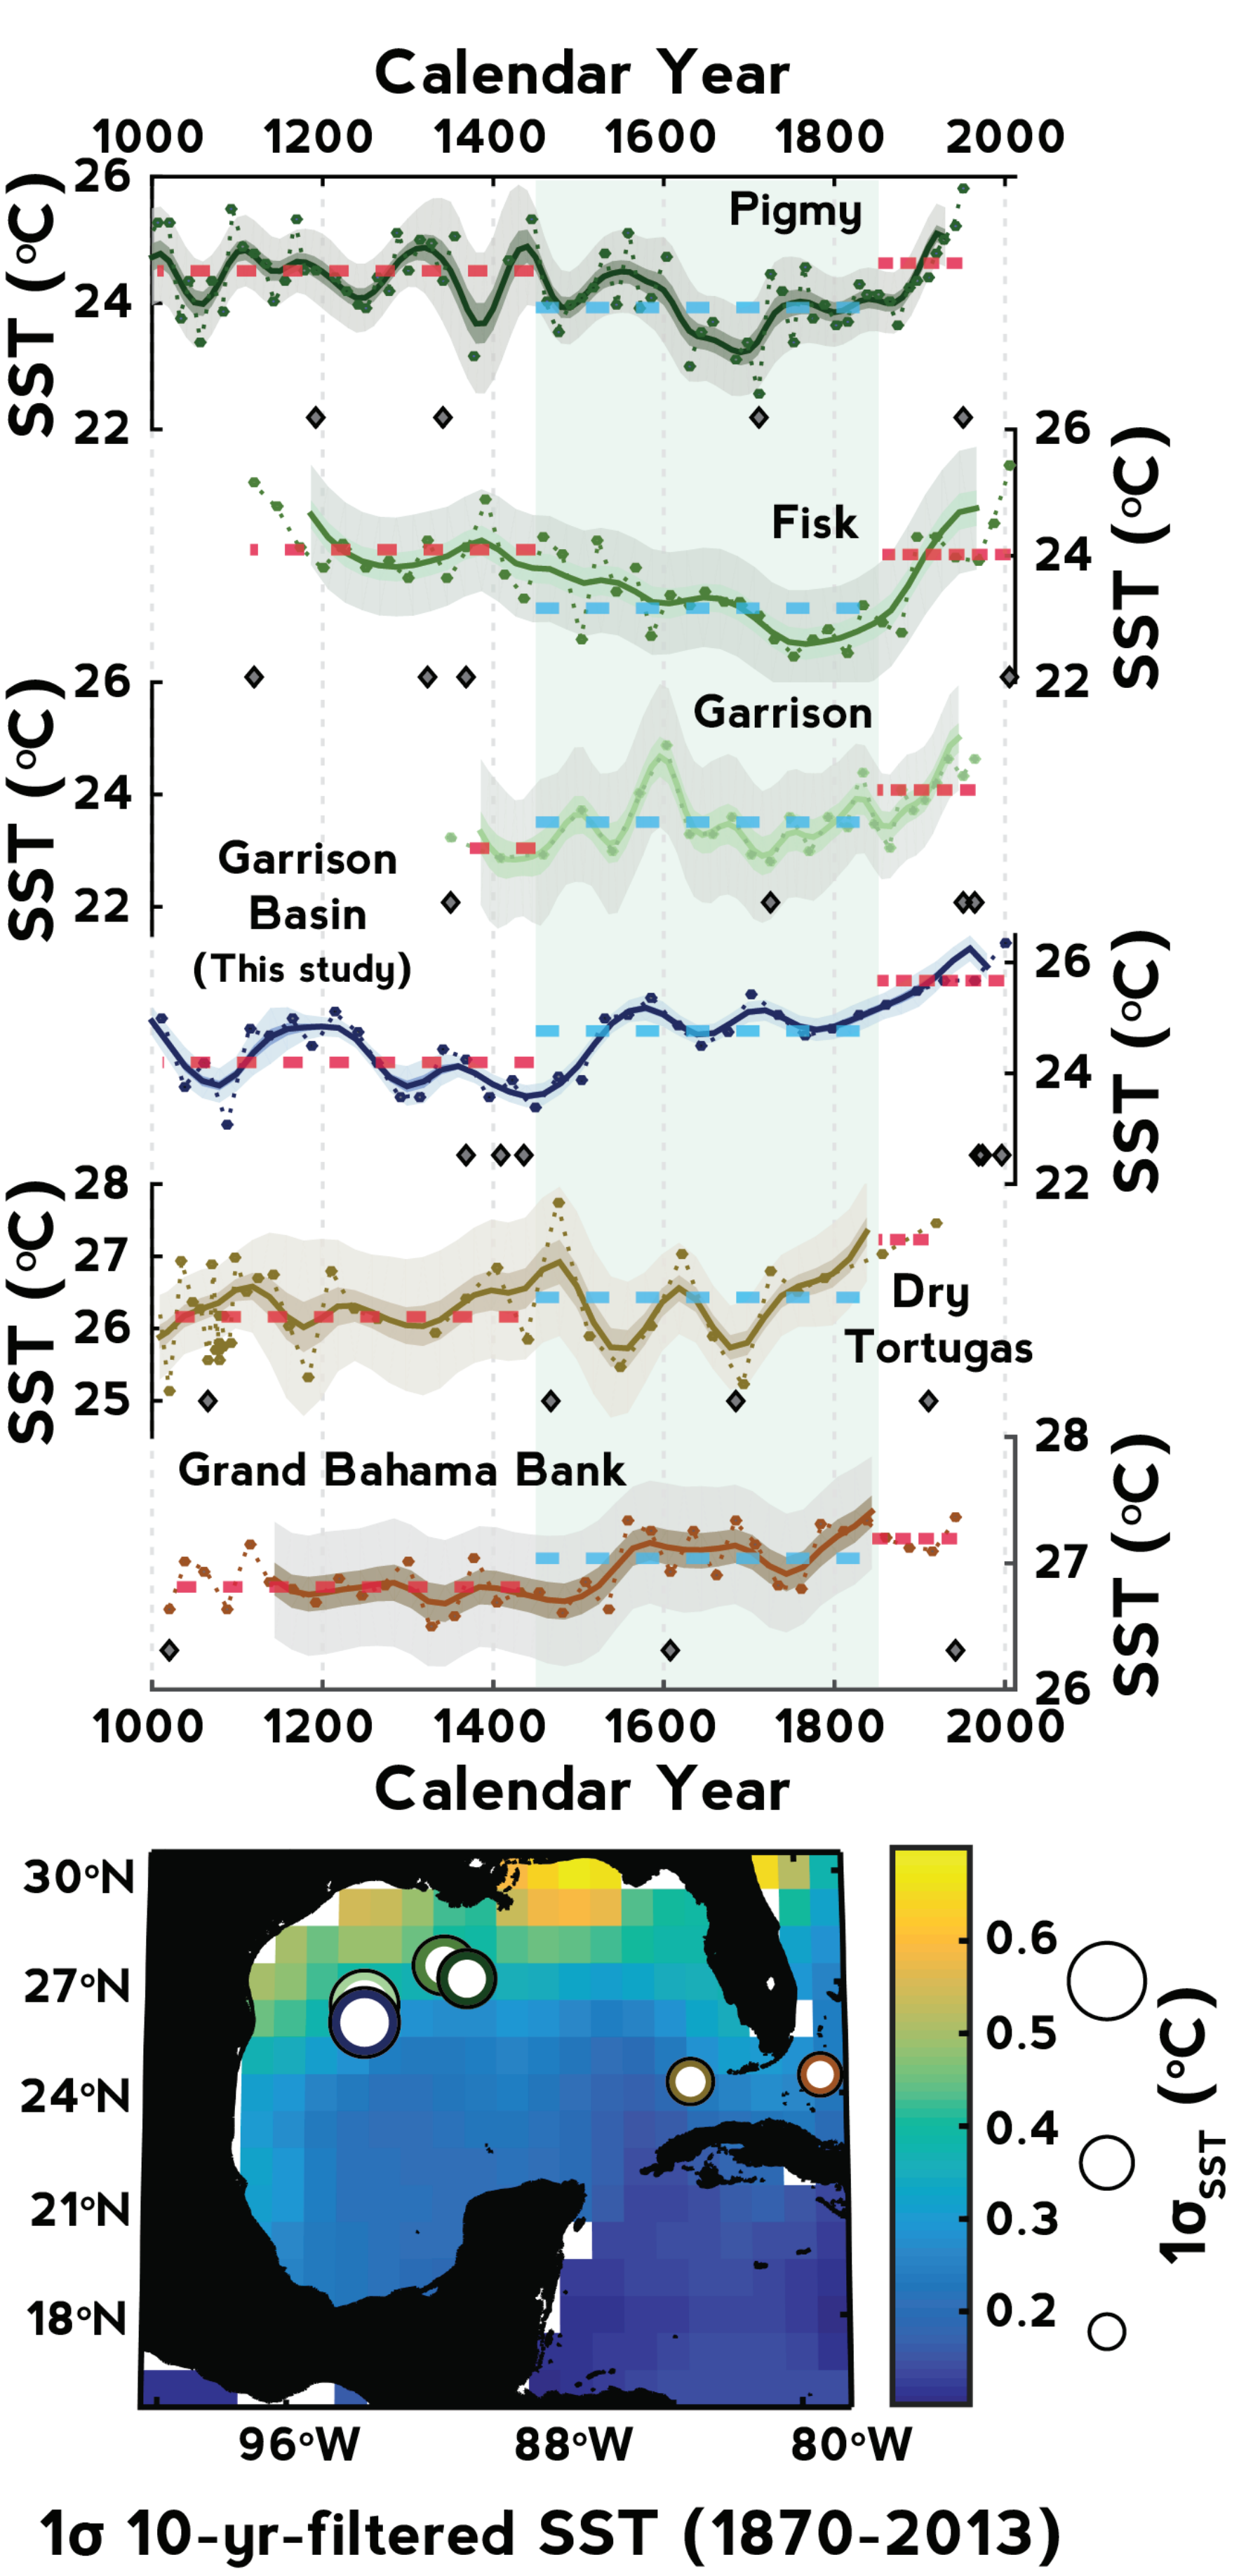 Calendar Year
1000 1200 1400 1600 1800 2000
26
SST (°C)
Pigmy
24
22
26
Fisk
24
SST (°C)
22
26
Garrison
SST (°C)
24
22
Garrison
Basin
(This study)
26
24
SST (°C)
22
28
27
SST (°C)
26
25
Dry
Tortugas
Grand Bahama Bank
28
27
SST (°C)
26
1000 1200 1400 1600 1800 2000
Calendar Year
30°N
27°N
24°N
21°N
18°N
96°W 88°W 80°W
0.6
0.5
0.4
0.3
0.2
1σSST (°C)
1σ 10-yr-filtered SST (1870-2013)